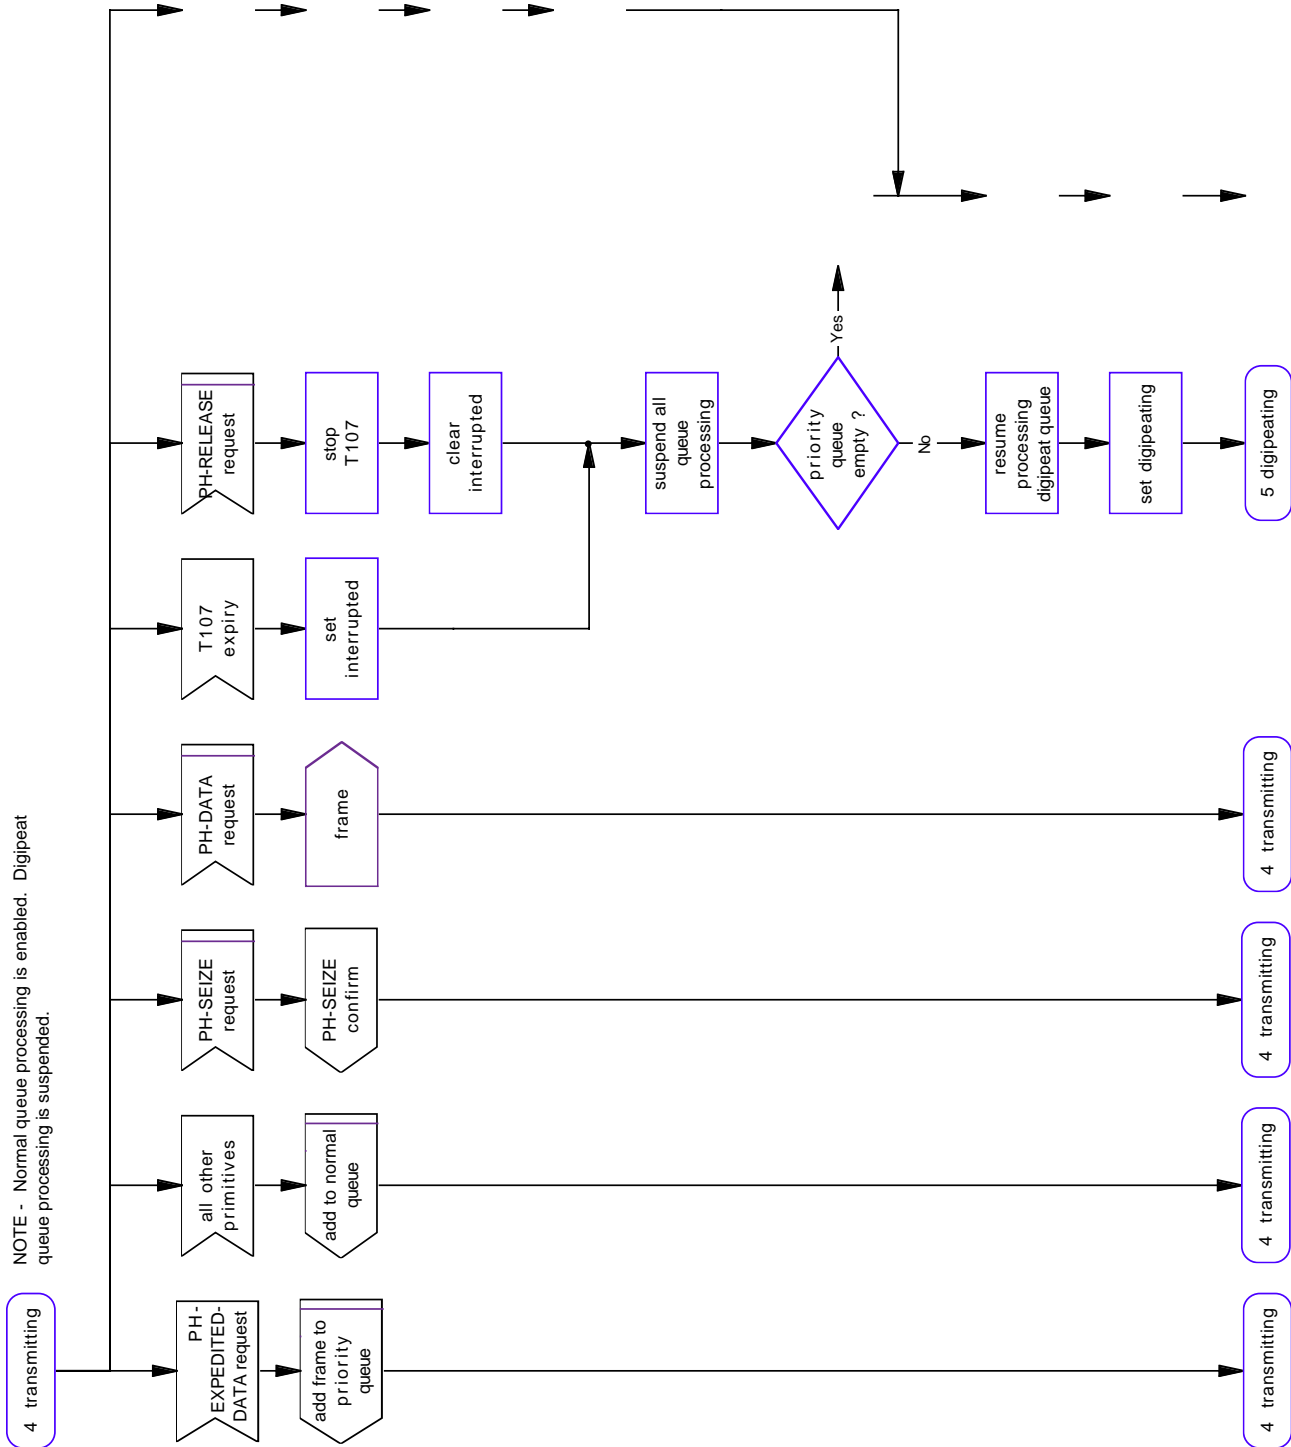 4 transmitting
NOTE - Normal queue processing is enabled. Digipeat
queue processing is suspended.
PH-
EXPEDITED-
DATA request
all other
primitives
PH-SEIZE
request
PH-DATA
request
T107
expiry
PH-RELEASE
request
add frame to
priority
queue
add to normal
queue
PH-SEIZE
confirm
frame
set
interrupted
stop
T107
clear
interrupted
suspend all
queue
processing
priority
queue
empty ?
Yes
No
resume
processing
digipeat queue
set digipeating
4 transmitting
4 transmitting
4 transmitting
4 transmitting
5 digipeating